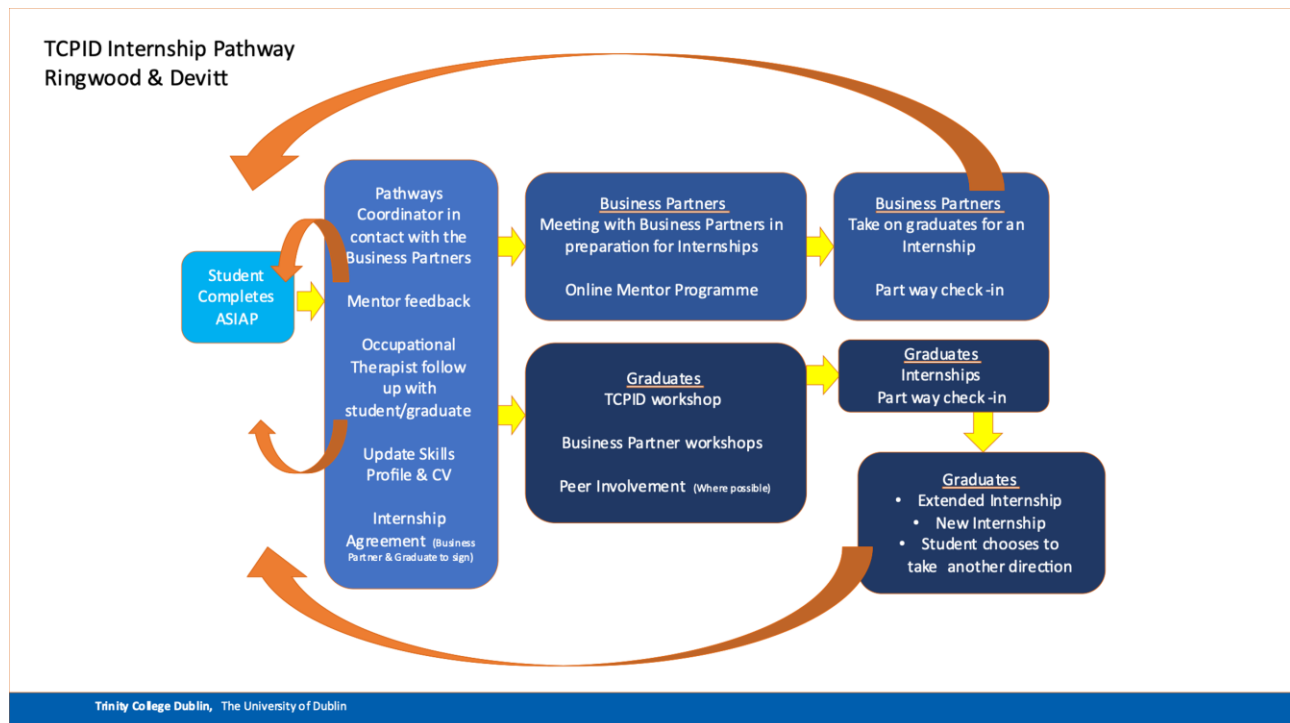 TCPID Internship Pathway
Ringwood & Devitt
Student
Completes
ASIAP
Pathways
Coordinator in
contact with the
Business Partners
Mentor feedback
Occupational
Therapist follow
up with
student/graduate
Update Skills
Profile & CV
Internship
Agreement (Business
Partner & Graduate to sign)
Business Partners
Meeting with Business Partners in
preparation for Internships
Online Mentor Programme
Business Partners
Take on graduates for an
Internship
Part way check -in
Graduates
TCPID workshop
Business Partner workshops
Peer Involvement (Where possible)
Graduates
Internships
Part way check -in
Graduates
• Extended Internship
• New Internship
• Student chooses to
take another direction
Trinity College Dublin, The University of Dublin